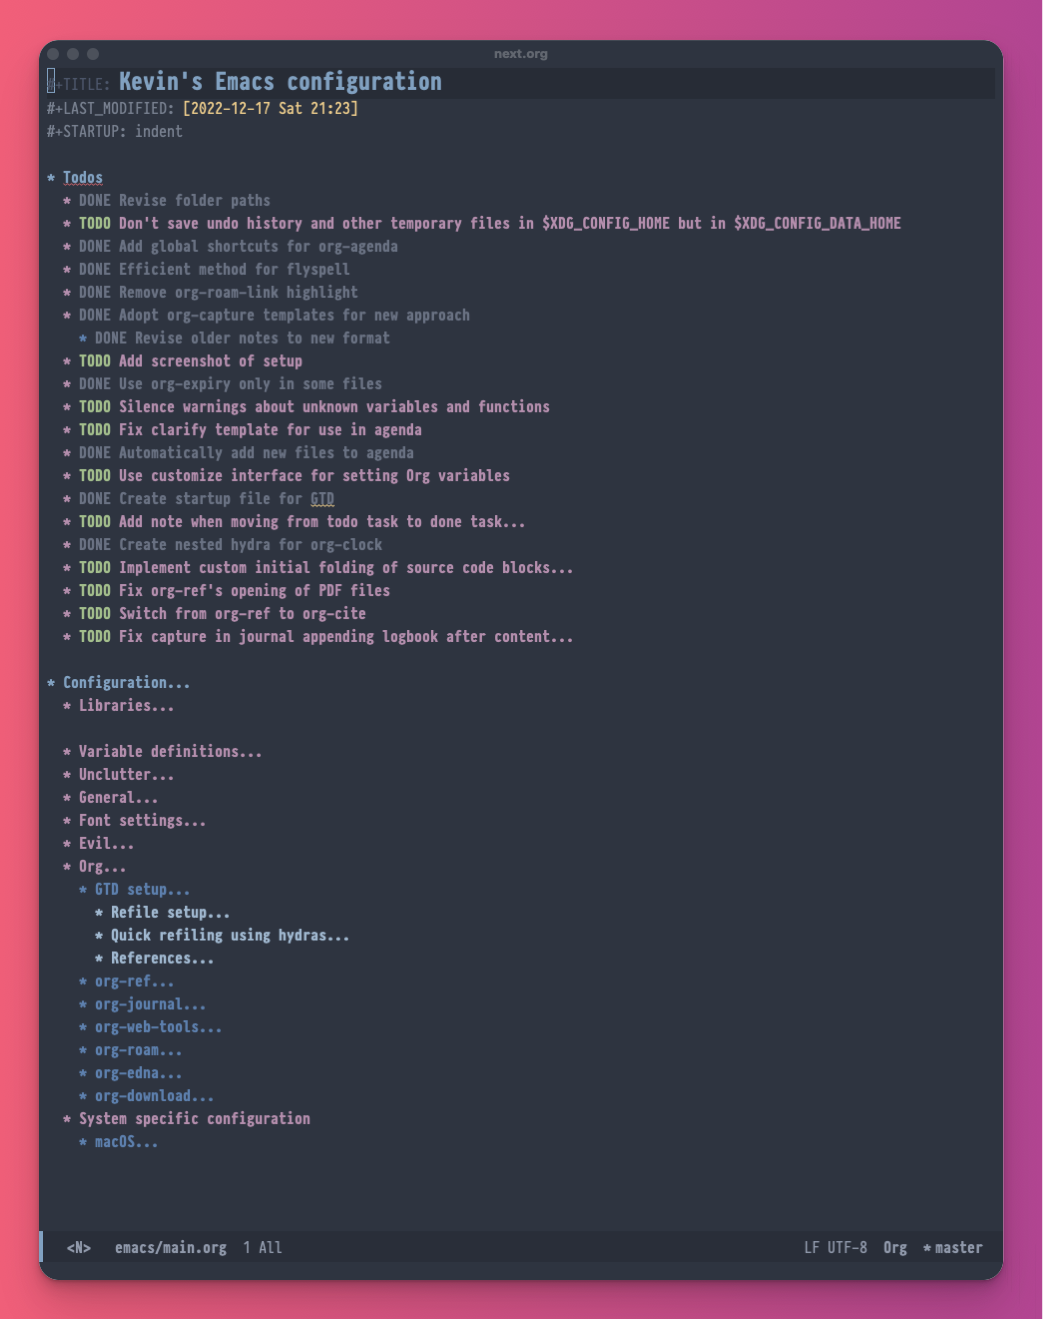 next.org
#+TITLE: Kevin's Emacs configuration
#+LAST_MODIFIED: [2022-12-17 Sat 21:23]
#+STARTUP: indent
* Todos
* DONE Revise folder paths
* TODO Don't save undo history and other temporary files in $XDG_CONFIG_HOME but in $XDG_CONFIG_DATA_HOME
* DONE Add global shortcuts for org-agenda
* DONE Efficient method for flyspell
* DONE Remove org-roam-link highlight
* DONE Adopt org-capture templates for new approach
* DONE Revise older notes to new format
* TODO Add screenshot of setup
* DONE Use org-expiry only in some files
* TODO Silence warnings about unknown variables and functions
* TODO Fix clarify template for use in agenda
* DONE Automatically add new files to agenda
* TODO Use customize interface for setting Org variables
* DONE Create startup file for GTD
* TODO Add note when moving from todo task to done task...
* DONE Create nested hydra for org-clock
* TODO Implement custom initial folding of source code blocks...
* TODO Fix org-ref's opening of PDF files
* TODO Switch from org-ref to org-cite
* TODO Fix capture in journal appending logbook after content...
* Configuration...
* Libraries...
* Variable definitions...
* Unclutter...
* General...
* Font settings...
* Evil...
* Org...
* GTD setup...
* Refile setup...
* Quick refiling using hydras...
* References...
* org-ref...
* org-journal...
* org-web-tools...
* org-roam...
* org-edna...
* org-download...
* System specific configuration
* macOS...
<N> emacs/main.org 1 All LF UTF-8 Org *master